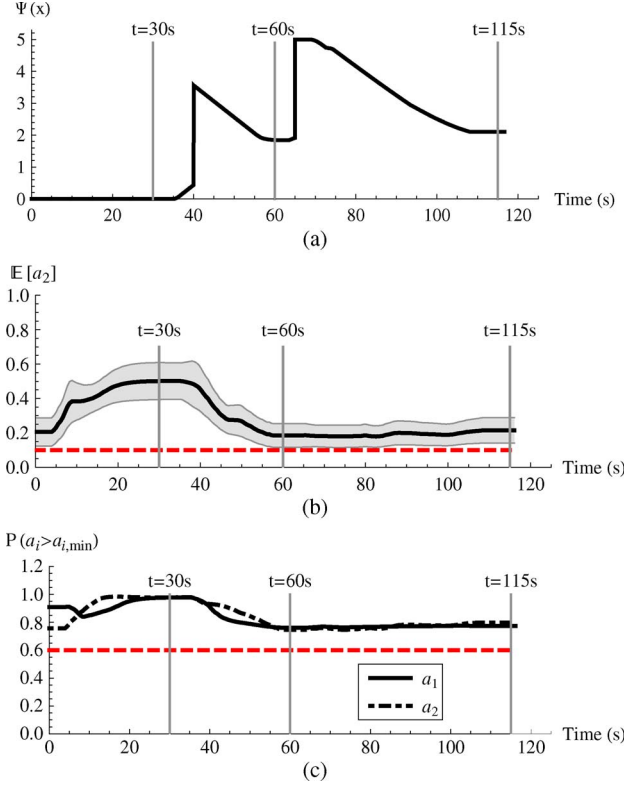 Ψ(x)
t=30s t=60s t=115s
5
4
3
2
1
0
0 20 40 60 80 100 120 Time (s)
(a)
𝔼[a₂]
1.0
0.8
t=30s t=60s t=115s
0.6
0.4
0.2
0.0
0 20 40 60 80 100 120 Time (s)
(b)
P(aᵢ>aᵢ,min)
1.2
t=30s t=60s t=115s
1.0
0.8
0.6
0.4
a₁
0.2
a₂
0.0
0 20 40 60 80 100 120 Time (s)
(c)